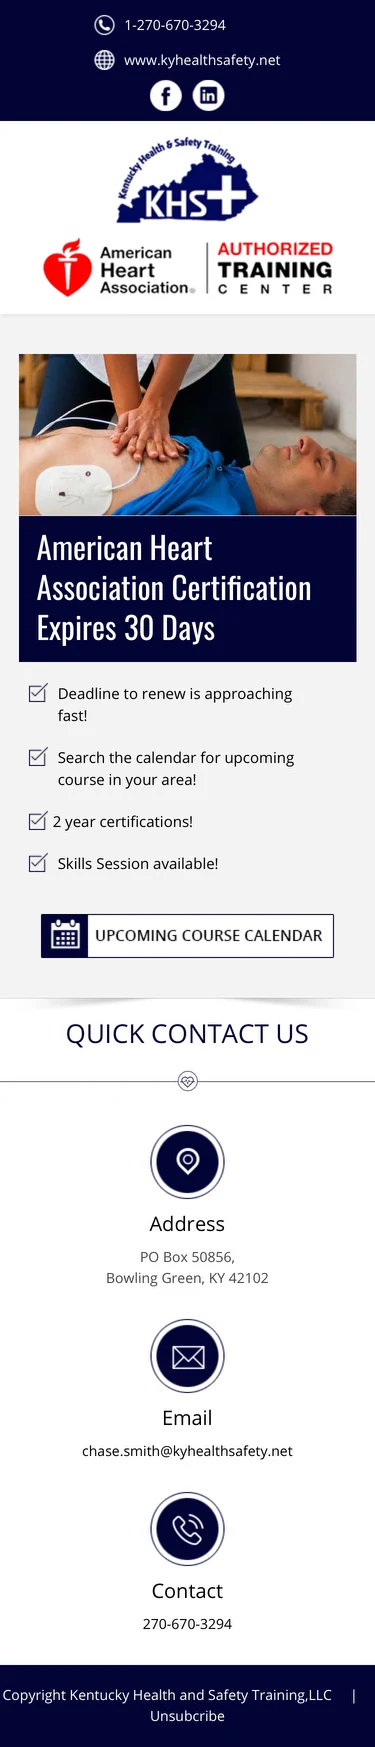 1-270-670-3294
www.kyhealthsafety.net
Kentucky Health & Safety Training
KHS
American
Heart
Association®
AUTHORIZED
TRAINING
CENTER
American Heart
Association Certification
Expires 30 Days
Deadline to renew is approaching
fast!
Search the calendar for upcoming
course in your area!
2 year certifications!
Skills Session available!
UPCOMING COURSE CALENDAR
QUICK CONTACT US
Address
PO Box 50856,
Bowling Green, KY 42102
Email
chase.smith@kyhealthsafety.net
Contact
270-670-3294
Copyright Kentucky Health and Safety Training,LLC |
Unsubcribe